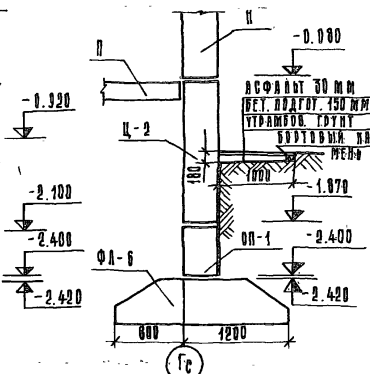 Н
-0.080
П
АСФАЛЬТ 30 ММ
БЕТ. ПОДГОТ. 150 ММ
УТРАМБОВ. ГРУНТ
БОРТОВЫЙ КА
МЕНЬ
-0.920
Ц-2
180
1000
-1.870
-2.100
-2.400
ОП-1
-2.400
ФЛ-6
-2.420
-2.420
600
1200
Гс